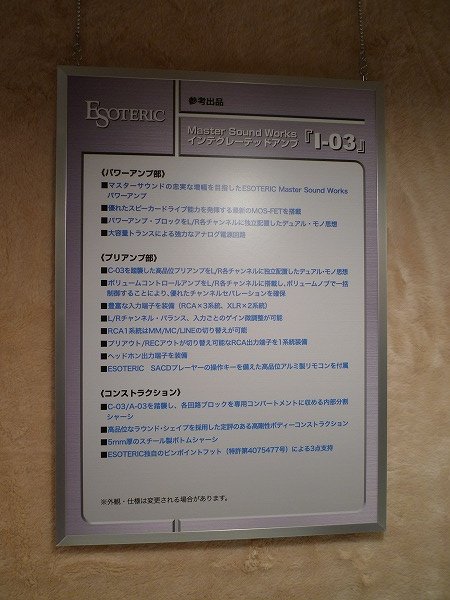 ESOTERIC
参考出品
Master Sound Works
インテグレーテッドアンプ 『I-03』
《パワーアンプ部》
■マスターサウンドの忠実な増幅を目指したESOTERIC Master Sound Works
パワーアンプ
■優れたスピーカードライブ能力を発揮する最新のMOS-FETを搭載
■パワーアンプ・ブロックをL/R各チャンネルに独立配置したデュアル・モノ思想
■大容量トランスによる強力なアナログ電源回路
《プリアンプ部》
■C-03を踏襲した高品位プリアンプをL/R各チャンネルに独立配置したデュアル・モノ思想
■ボリュームコントロールアンプをL/R各チャンネルに搭載し、ボリュームノブで一括
制御することにより、優れたチャンネルセパレーションを確保
■豊富な入力端子を装備（RCA×3系統、XLR×2系統）
■L/Rチャンネル・バランス、入力ごとのゲイン微調整が可能
■RCA1系統はMM/MC/LINEの切り替えが可能
■プリアウト/RECアウトが切り替え可能なRCA出力端子を1系統装備
■ヘッドホン出力端子を装備
■ESOTERIC SACDプレーヤーの操作キーを備えた高品位アルミ製リモコンを付属
《コンストラクション》
■C-03/A-03を踏襲し、各回路ブロックを専用コンパートメントに収める内部分割
シャーシ
■高品位なラウンド・シェイプを採用した定評のある高剛性ボディーコンストラクション
■5mm厚のスチール製ボトムシャーシ
■ESOTERIC独自のピンポイントフット（特許第4075477号）による3点支持
※外観・仕様は変更される場合があります。